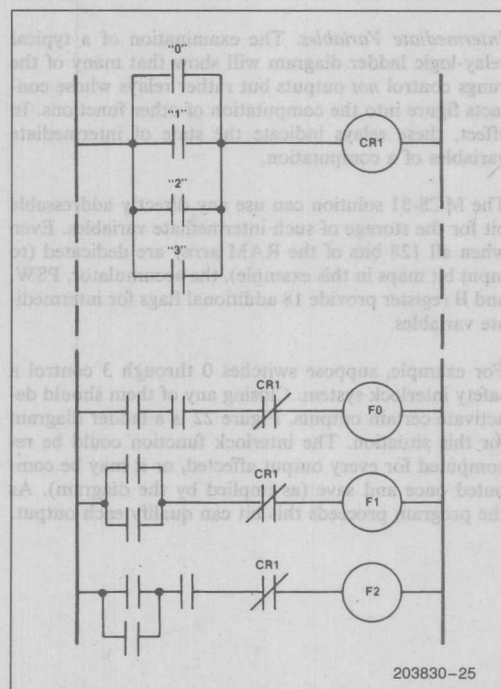 Intermediate Variables. The examination of a typical
relay-logic ladder diagram will show that many of the
rungs control not outputs but rather relays whose con-
tacts figure into the computation of other functions. In
effect, these relays indicate the state of intermediate
variables of a computation.
The MCS-51 solution can use any directly addressable
bit for the storage of such intermediate variables. Even
when all 128 bits of the RAM array are dedicated (to
input bit maps in this example), the accumulator, PSW,
and B register provide 18 additional flags for intermedi-
ate variables.
For example, suppose switches 0 through 3 control a
safety interlock system. Closing any of them should de-
activate certain outputs. Figure 22 is a ladder diagram
for this situation. The interlock function could be re-
computed for every output affected, or it may be com-
puted once and save (as implied by the diagram). As
the program proceeds this bit can qualify each output.
"0"
"1"
CR1
"2"
"3"
CR1
F0
CR1
F1
CR1
F2
203830-25